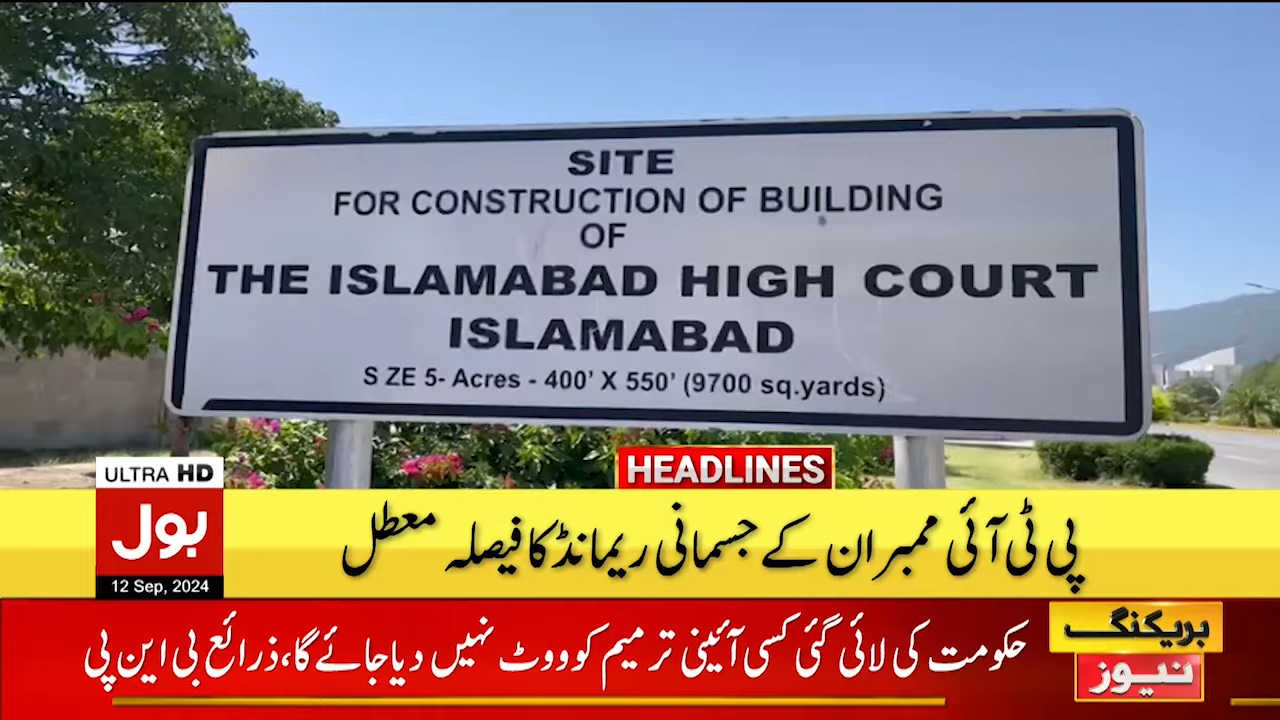 SITE
FOR CONSTRUCTION OF BUILDING
OF
THE ISLAMABAD HIGH COURT
ISLAMABAD
S ZE 5- Acres - 400' X 550' (9700 sq.yards)
HEADLINES
ULTRA HD
بول
12 Sep, 2024
پی ٹی آئی ممبران کے جسمانی ریمانڈ کا فیصلہ معطل
بریکنگ
نیوز
حکومت کی لائی گئی کسی آئینی ترمیم کو ووٹ نہیں دیا جائے گا، ذرائع بی این پی